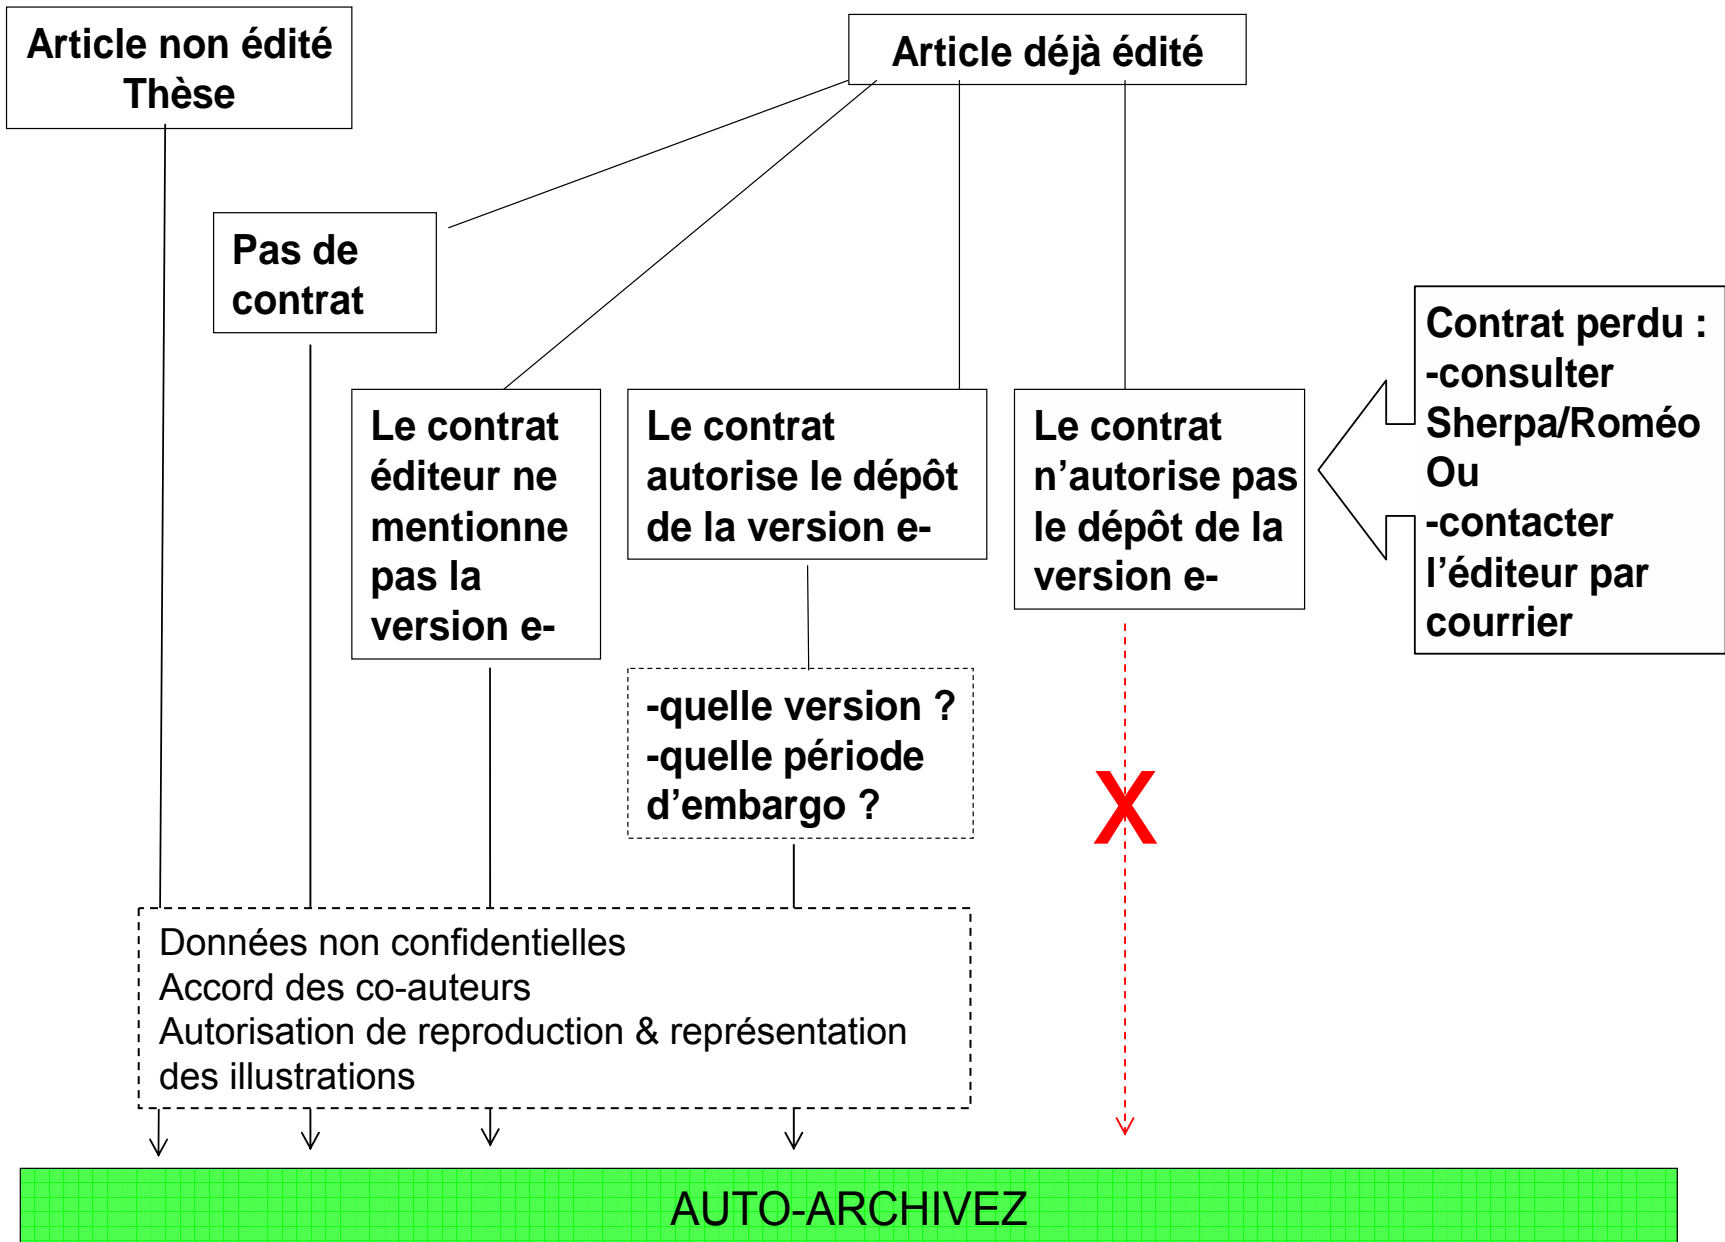 Article non édité
Thèse
Article déjà édité
Pas de
contrat
Le contrat
éditeur ne
mentionne
pas la
version e-
Le contrat
autorise le dépôt
de la version e-
Le contrat
n’autorise pas
le dépôt de la
version e-
Contrat perdu :
-consulter
Sherpa/Roméo
Ou
-contacter
l’éditeur par
courrier
-quelle version ?
-quelle période
d’embargo ?
X
Données non confidentielles
Accord des co-auteurs
Autorisation de reproduction & représentation
des illustrations
AUTO-ARCHIVEZ